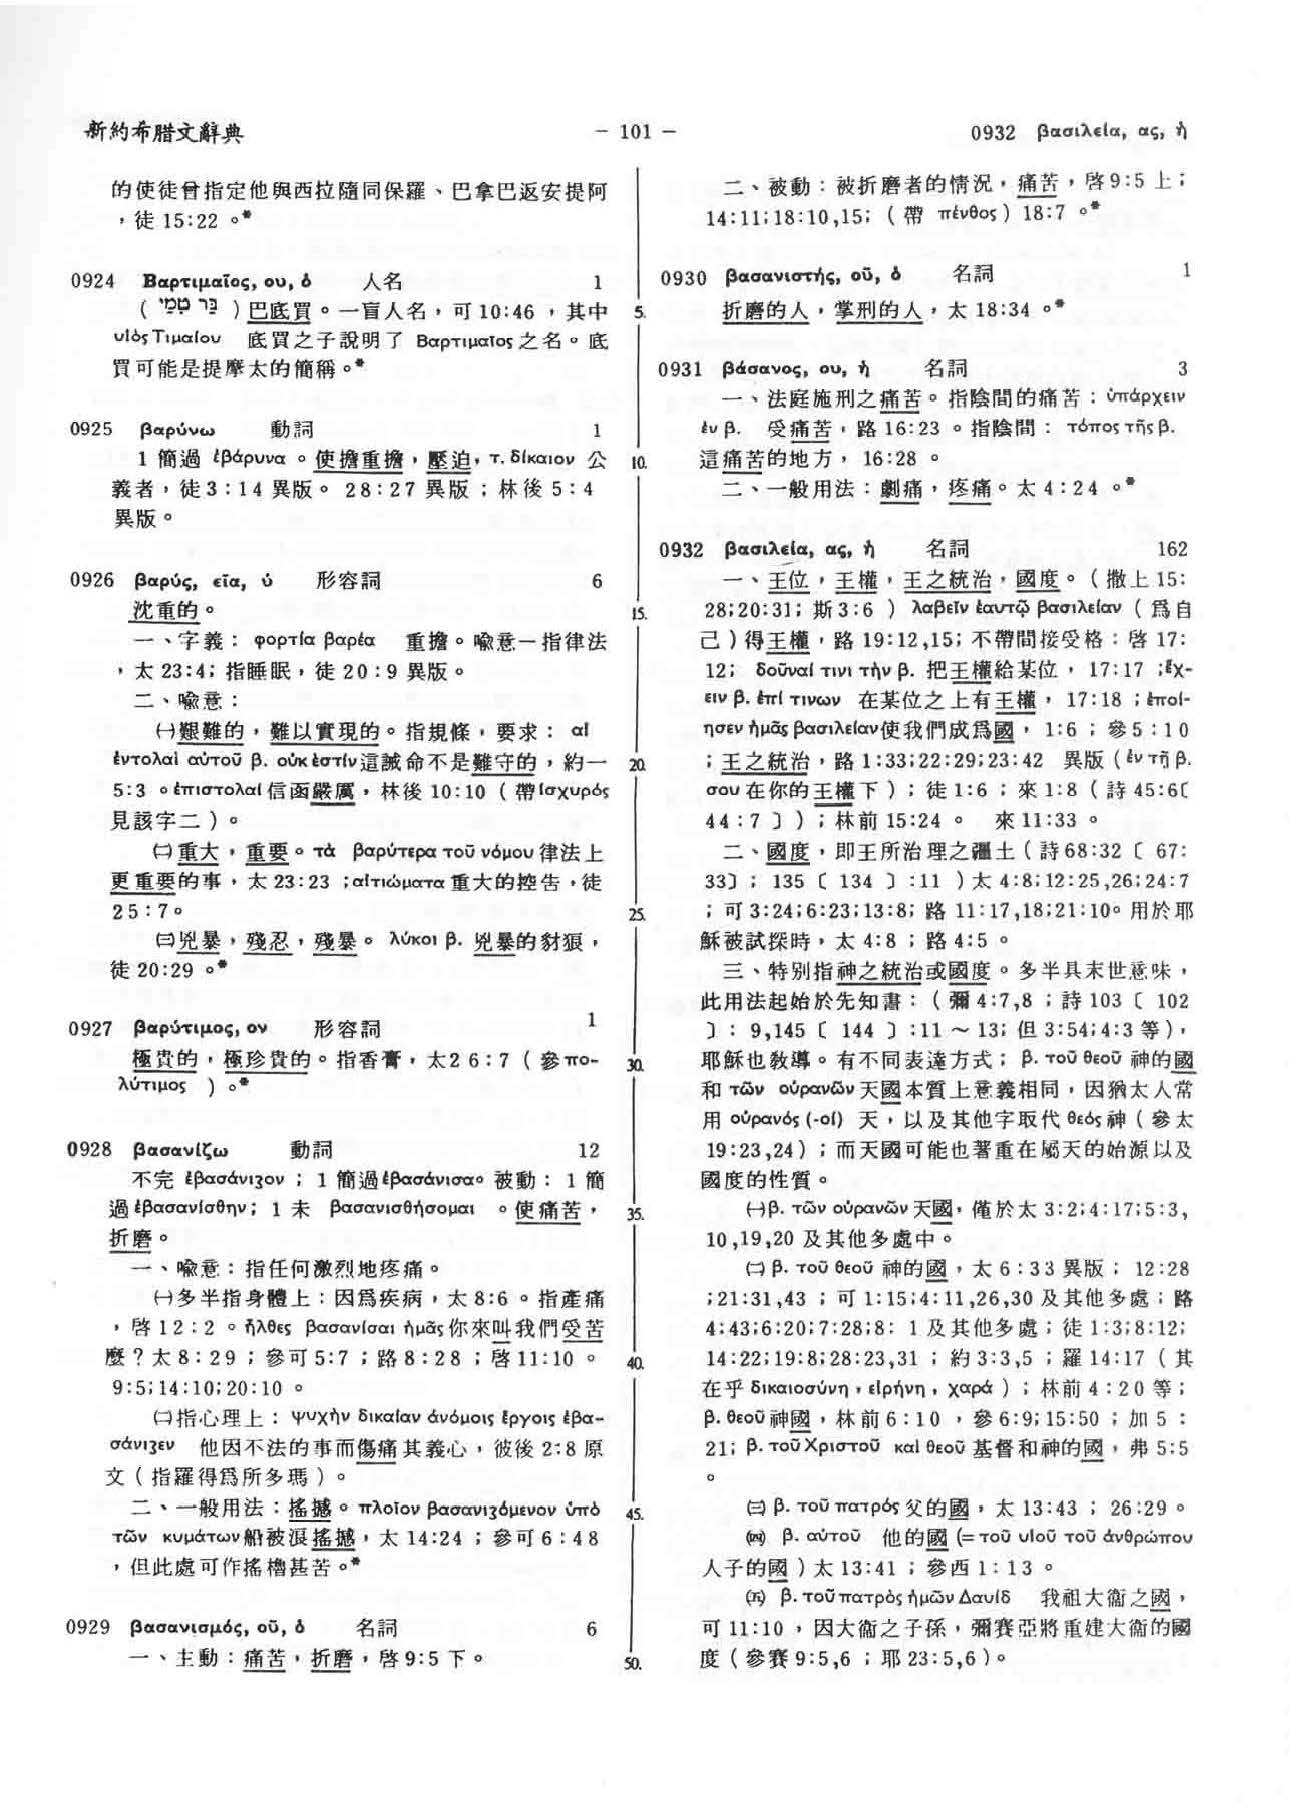 新約希腊文辭典
- 101 -
0932 βασιλεία, ας, ἡ
的使徒曾指定他與西拉隨同保羅、巴拿巴返安提阿
，徒 15:22 。*
0924 Βαρτιμαῖος, ου, ὁ 人名 1
( בַּר טִמַי ) 巴底買。一盲人名，可 10:46 ，其中
υἱὸς Τιμαίου 底買之子說明了 Βαρτιμαῖος 之名。底
買可能是提摩太的簡稱。*
0925 βαρύνω 動詞 1
1 簡過 ἐβάρυνα 。使擔重擔，壓迫，τ. δίκαιον 公
義者，徒 3:14 異版。 28:27 異版；林後 5:4
異版。
0926 βαρύς, εῖα, ύ 形容詞 6
沈重的。
一、字義： φορτία βαρέα 重擔。喩意－指律法
，太 23:4; 指睡眠，徒 20:9 異版。
二、喩意：
㈠艱難的，難以實現的。指規條，要求： αἱ
ἐντολαὶ αὐτοῦ β. οὐκ ἐστίν 這誡命不是難守的，約一
5:3 。ἐπιστολαί 信函嚴厲，林後 10:10 （帶 ἰσχυρός
見該字二）。
㈡重大，重要。τὰ βαρύτερα τοῦ νόμου 律法上
更重要的事，太 23:23 ；αἰτιώματα 重大的控告，徒
25:7。
㈢兇暴，殘忍，殘暴。 λύκοι β. 兇暴的豺狼，
徒 20:29 。*
0927 βαρύτιμος, ον 形容詞 1
極貴的，極珍貴的。指香膏，太 26:7 （參 πο-
λύτιμος ）。*
0928 βασανίζω 動詞 12
不完 ἐβασάνιζον ；1 簡過 ἐβασάνισα。被動：1 簡
過 ἐβασανίσθην；1 未 βασανισθήσομαι 。使痛苦，
折磨。
一、喩意：指任何激烈地疼痛。
㈠多半指身體上：因爲疾病，太 8:6 。指產痛
，啓 12:2 。ἦλθες βασανίσαι ἡμᾶς 你來叫我們受苦
麼？太 8:29 ；參可 5:7 ；路 8:28 ；啓 11:10 。
9:5; 14:10; 20:10 。
㈡指心理上： ψυχὴν δικαίαν ἀνόμοις ἔργοις ἐβα-
σάνιζεν 他因不法的事而傷痛其義心，彼後 2:8 原
文（指羅得爲所多瑪）。
二、一般用法：搖撼。πλοῖον βασανιζόμενον ὑπὸ
τῶν κυμάτων 船被浪搖撼，太 14:24 ；參可 6:48
，但此處可作搖櫓甚苦。*
0929 βασανισμός, οῦ, ὁ 名詞 6
一、主動：痛苦，折磨，啓 9:5 下。
5.
10.
15.
20.
25.
30.
35.
40.
45.
50.
二、被動：被折磨者的情況，痛苦，啓 9:5 上；
14:11; 18:10,15; （帶 πένθος）18:7 。*
0930 βασανιστής, οῦ, ὁ 名詞 1
折磨的人，掌刑的人，太 18:34 。*
0931 βάσανος, ου, ἡ 名詞 3
一、法庭施刑之痛苦。指陰間的痛苦：ὑπάρχειν
ἐν β. 受痛苦，路 16:23 。指陰間： τόπος τῆς β.
這痛苦的地方， 16:28 。
二、一般用法：劇痛，疼痛。太 4:24 。*
0932 βασιλεία, ας, ἡ 名詞 162
一、王位，王權，王之統治，國度。（撒上 15:
28; 20:31; 斯 3:6 ） λαβεῖν ἑαυτῷ βασιλείαν（爲自
己）得王權，路 19:12,15; 不帶間接受格：啓 17:
12; δοῦναί τινι τὴν β. 把王權給某位， 17:17 ；ἔχ-
ειν β. ἐπί τινων 在某位之上有王權， 17:18 ；ἐποί-
ησεν ἡμᾶς βασιλείαν 使我們成爲國，1:6 ；參 5:10
；王之統治，路 1:33; 22:29; 23:42 異版（ἐν τῇ β.
σου 在你的王權下）；徒 1:6 ；來 1:8 （詩 45:6〔
44:7〕）；林前 15:24 。 來 11:33 。
二、國度，即王所治理之疆土（詩 68:32〔 67:
33〕； 135〔 134 〕:11 ）太 4:8; 12:25,26; 24:7
；可 3:24; 6:23; 13:8; 路 11:17,18; 21:10。用於耶
穌被試探時，太 4:8 ；路 4:5 。
三、特別指神之統治或國度。多半具末世意味，
此用法起始於先知書：（彌 4:7,8 ；詩 103〔 102
〕: 9,145〔 144 〕:11 ～ 13; 但 3:54; 4:3 等），
耶穌也敎導。有不同表達方式； β. τοῦ θεοῦ 神的國
和 τῶν οὐρανῶν 天國本質上意義相同，因猶太人常
用 οὐρανός (-οί) 天，以及其他字取代 θεός 神（參太
19:23,24）；而天國可能也著重在屬天的始源以及
國度的性質。
㈠β. τῶν οὐρανῶν 天國，僅於太 3:2; 4:17; 5:3,
10,19,20 及其他多處中。
㈡β. τοῦ θεοῦ 神的國，太 6:33 異版； 12:28
；21:31,43 ；可 1:15; 4:11,26,30 及其他多處；路
4:43; 6:20; 7:28; 8: 1 及其他多處；徒 1:3; 8:12;
14:22; 19:8; 28:23,31 ；約 3:3,5 ；羅 14:17（其
在乎 δικαιοσύνη，εἰρήνη，χαρά）；林前 4:20 等；
β. θεοῦ 神國，林前 6:10 ，參 6:9; 15:50 ；加 5 :
21; β. τοῦ Χριστοῦ καὶ θεοῦ 基督和神的國，弗 5:5
。
㈢ β. τοῦ πατρός 父的國，太 13:43 ； 26:29 。
㈣ β. αὐτοῦ 他的國 (= τοῦ υἱοῦ τοῦ ἀνθρώπου
人子的國）太 13:41 ；參西 1:13 。
㈤ β. τοῦ πατρὸς ἡμῶν Δαυίδ 我祖大衞之國，
可 11:10 ，因大衞之子孫，彌賽亞將重建大衞的國
度（參賽 9:5,6 ；耶 23:5,6）。